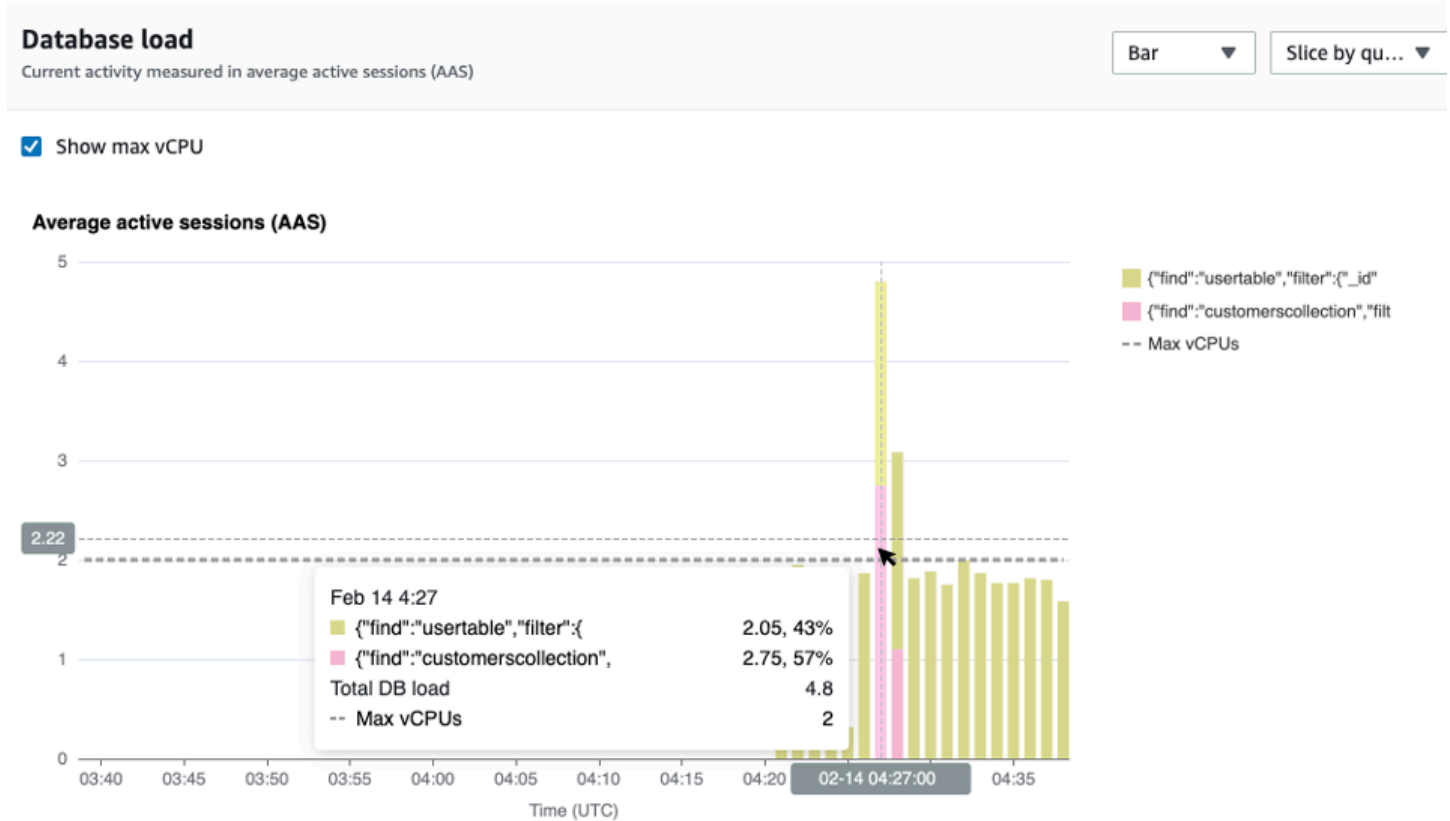 Database load
Current activity measured in average active sessions (AAS)
Bar
Slice by qu...
Show max vCPU
Average active sessions (AAS)
5
4
3
2.22
2
1
0
{"find":"usertable","filter":{"_id"
{"find":"customerscollection","filt
-- Max vCPUs
Feb 14 4:27
{"find":"usertable","filter":{ 2.05, 43%
{"find":"customerscollection", 2.75, 57%
Total DB load 4.8
-- Max vCPUs 2
03:40 03:45 03:50 03:55 04:00 04:05 04:10 04:15 04:20 02-14 04:27:00 04:35
Time (UTC)